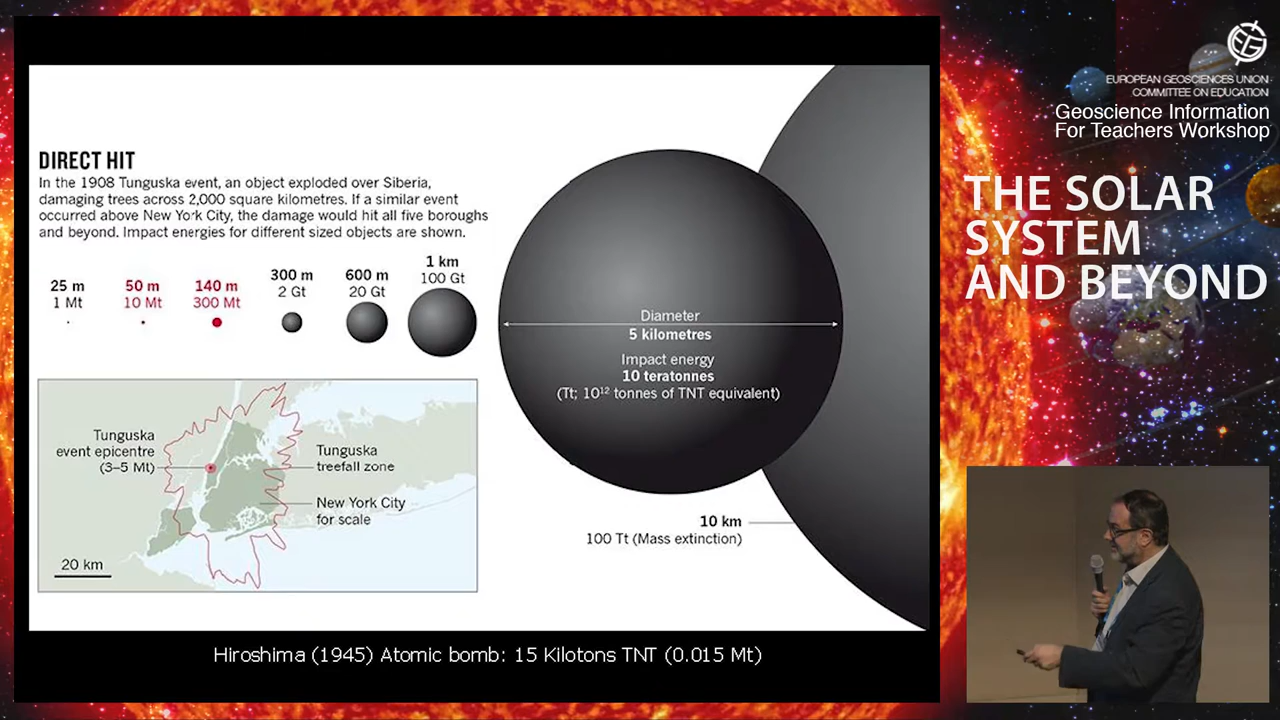 DIRECT HIT
In the 1908 Tunguska event, an object exploded over Siberia,
damaging trees across 2,000 square kilometres. If a similar event
occurred above New York City, the damage would hit all five boroughs
and beyond. Impact energies for different sized objects are shown.
25 m
1 Mt
50 m
10 Mt
140 m
300 Mt
300 m
2 Gt
600 m
20 Gt
1 km
100 Gt
Diameter
5 kilometres
Impact energy
10 teratonnes
(Tt; 10¹² tonnes of TNT equivalent)
10 km
100 Tt (Mass extinction)
Tunguska
event epicentre
(3–5 Mt)
Tunguska
treefall zone
New York City
for scale
20 km
Hiroshima (1945) Atomic bomb: 15 Kilotons TNT (0.015 Mt)
EGU
EUROPEAN GEOSCIENCES UNION
COMMITTEE ON EDUCATION
Geoscience Information
For Teachers Workshop
THE SOLAR
SYSTEM
AND BEYOND